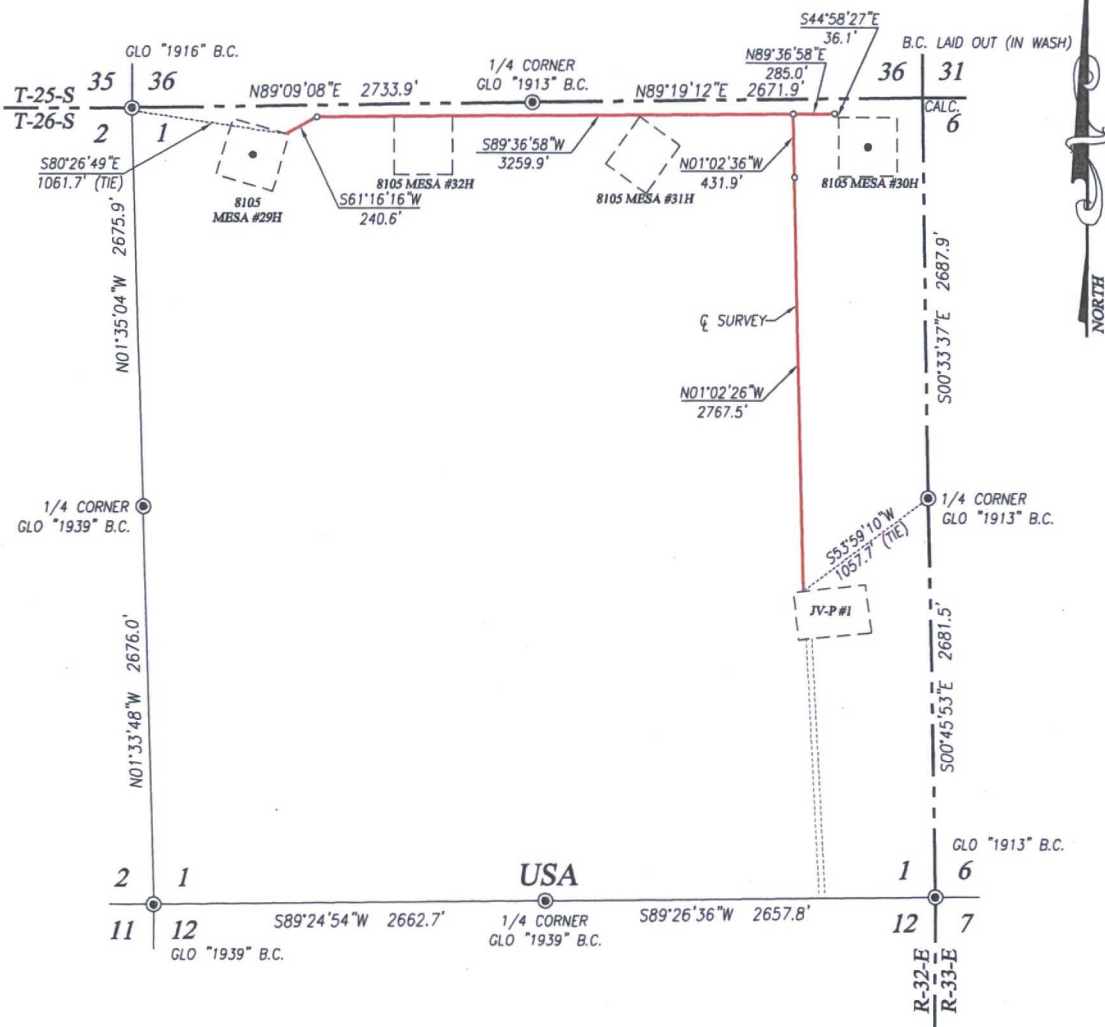 GLO "1916" B.C.
35 36
T-25-S
T-26-S
2 1
N89°09'08"E 2733.9'
1/4 CORNER
GLO "1913" B.C.
N89°19'12"E 2671.9'
S44°58'27"E
36.1'
N89°36'58"E
285.0'
B.C. LAID OUT (IN WASH)
36 31
CALC.
6
S80°26'49"E
1061.7' (TIE)
8105
MESA #29H
S61°16'16"W
240.6'
8105 MESA #32H
S89°36'58"W
3259.9'
8105 MESA #31H
N01°02'36"W
431.9'
8105 MESA #30H
NORTH
N01°35'04"W 2675.9'
S00°33'37"E 2687.9'
℄ SURVEY
N01°02'26"W
2767.5'
1/4 CORNER
GLO "1939" B.C.
1/4 CORNER
GLO "1913" B.C.
S53°59'10"W
1057.7' (TIE)
JV-P #1
N01°33'48"W 2676.0'
S00°45'53"E 2681.5'
GLO "1913" B.C.
2 1
USA
1 6
11 12
GLO "1939" B.C.
S89°24'54"W 2662.7'
1/4 CORNER
GLO "1939" B.C.
S89°26'36"W 2657.8'
12 7
R-32-E
R-33-E